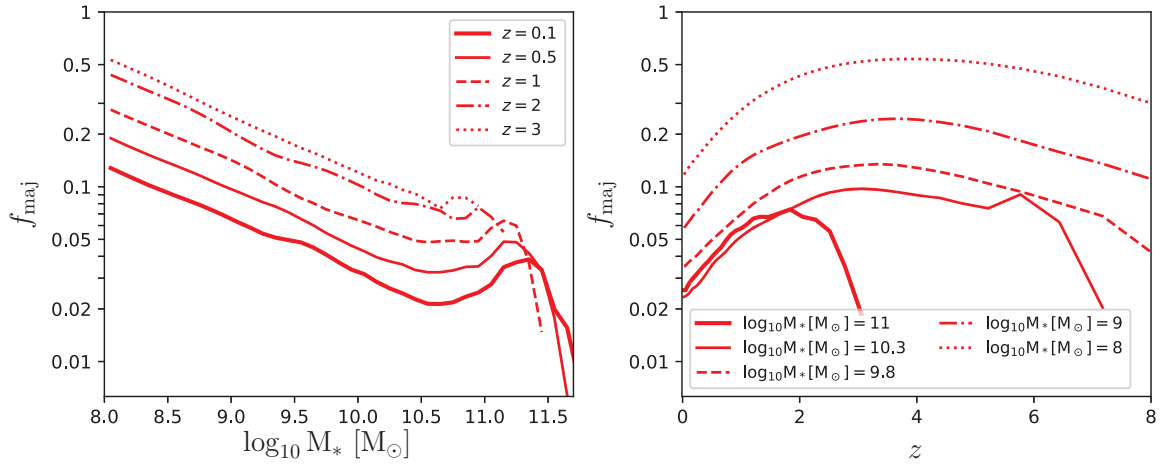 1
0.5
0.2
0.1
0.05
0.02
0.01
f_maj
z = 0.1
z = 0.5
z = 1
z = 2
z = 3
8.0 8.5 9.0 9.5 10.0 10.5 11.0 11.5
log₁₀ M∗ [M⊙]
1
0.5
0.2
0.1
0.05
0.02
0.01
f_maj
log₁₀M∗[M⊙] = 11
log₁₀M∗[M⊙] = 10.3
log₁₀M∗[M⊙] = 9.8
log₁₀M∗[M⊙] = 9
log₁₀M∗[M⊙] = 8
0 2 4 6 8
z